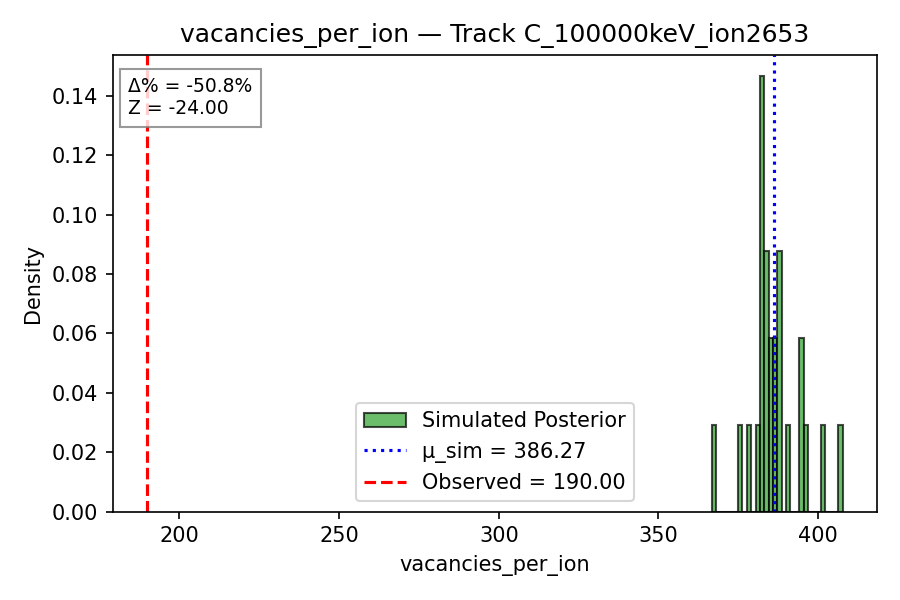 vacancies_per_ion — Track C_100000keV_ion2653
Δ% = -50.8%
Z = -24.00
Density
0.14
0.12
0.10
0.08
0.06
0.04
0.02
0.00
Simulated Posterior
μ_sim = 386.27
Observed = 190.00
200
250
300
350
400
vacancies_per_ion